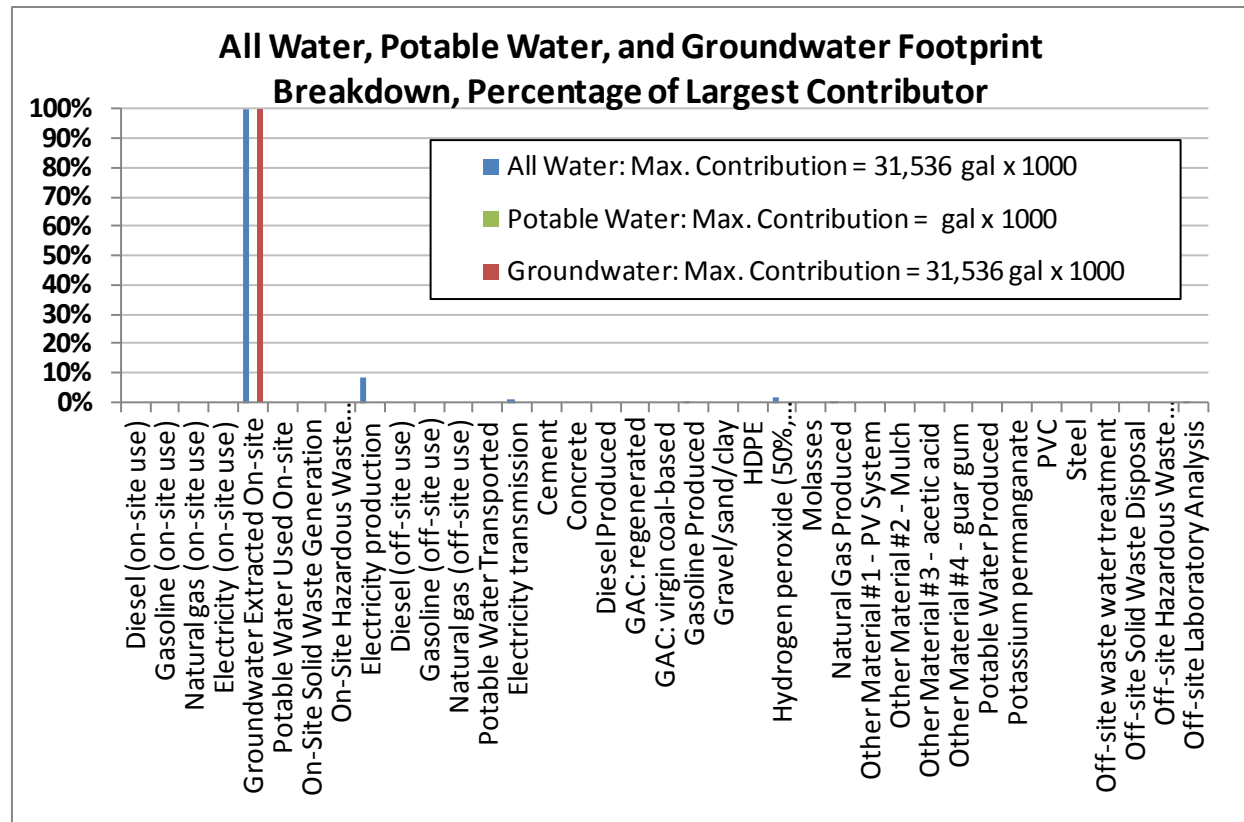 All Water, Potable Water, and Groundwater Footprint
Breakdown, Percentage of Largest Contributor
100%
90%
80%
70%
60%
50%
40%
30%
20%
10%
0%
All Water: Max. Contribution = 31,536 gal x 1000
Potable Water: Max. Contribution = gal x 1000
Groundwater: Max. Contribution = 31,536 gal x 1000
Diesel (on-site use)
Gasoline (on-site use)
Natural gas (on-site use)
Electricity (on-site use)
Groundwater Extracted On-site
Potable Water Used On-site
On-Site Solid Waste Generation
On-Site Hazardous Waste...
Electricity production
Diesel (off-site use)
Gasoline (off-site use)
Natural gas (off-site use)
Potable Water Transported
Electricity transmission
Cement
Concrete
Diesel Produced
GAC: regenerated
GAC: virgin coal-based
Gasoline Produced
Gravel/sand/clay
HDPE
Hydrogen peroxide (50%,...
Molasses
Natural Gas Produced
Other Material #1 - PV System
Other Material #2 - Mulch
Other Material #3 - acetic acid
Other Material #4 - guar gum
Potable Water Produced
Potassium permanganate
PVC
Steel
Off-site waste water treatment
Off-site Solid Waste Disposal
Off-site Hazardous Waste...
Off-site Laboratory Analysis